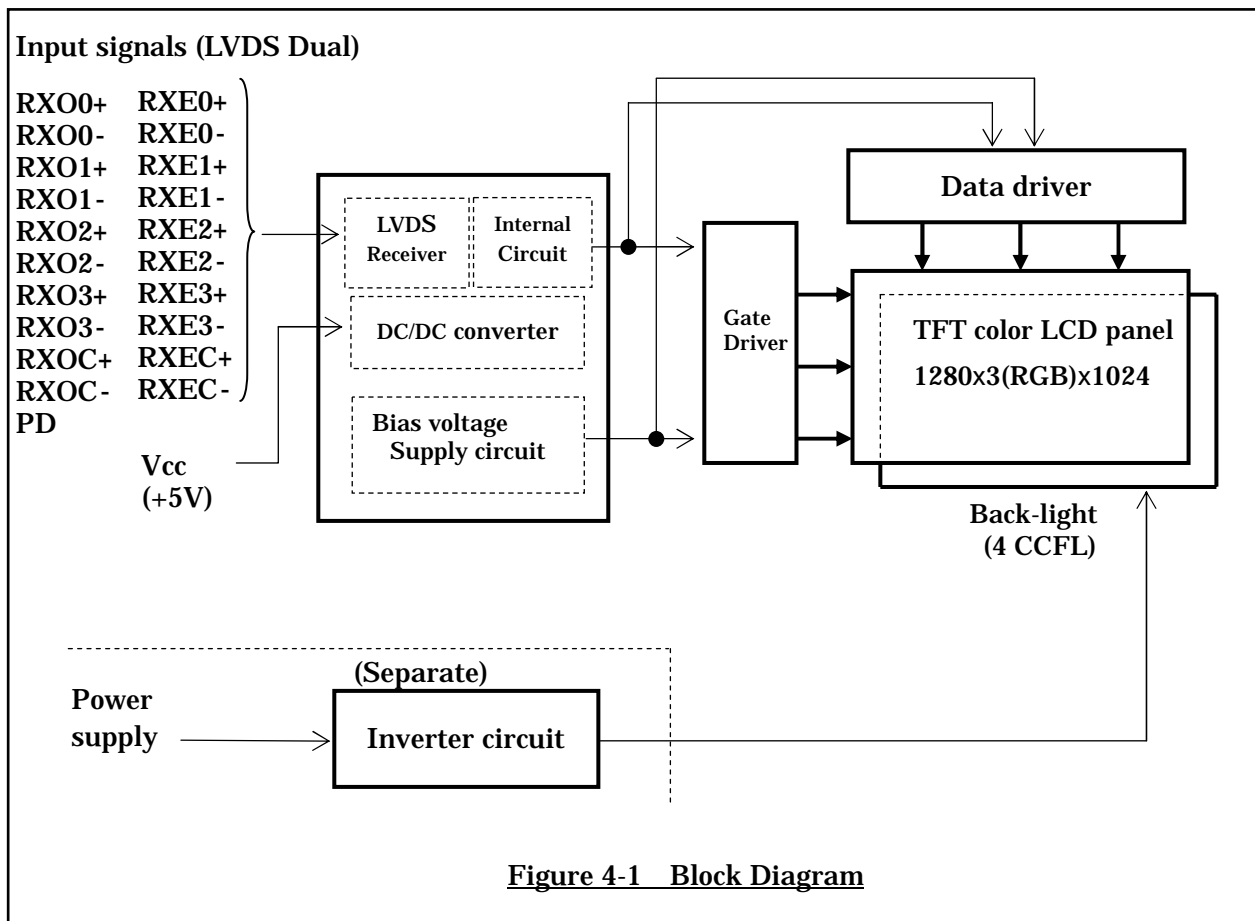 Input signals (LVDS Dual)
RXO0+ RXE0+
RXO0- RXE0-
RXO1+ RXE1+
RXO1- RXE1-
RXO2+ RXE2+
RXO2- RXE2-
RXO3+ RXE3+
RXO3- RXE3-
RXOC+ RXEC+
RXOC- RXEC-
PD
Vcc
(+5V)
LVDS
Receiver
Internal
Circuit
DC/DC converter
Bias voltage
Supply circuit
Gate
Driver
Data driver
TFT color LCD panel
1280x3(RGB)x1024
Back-light
(4 CCFL)
(Separate)
Power
supply
Inverter circuit
Figure 4-1 Block Diagram